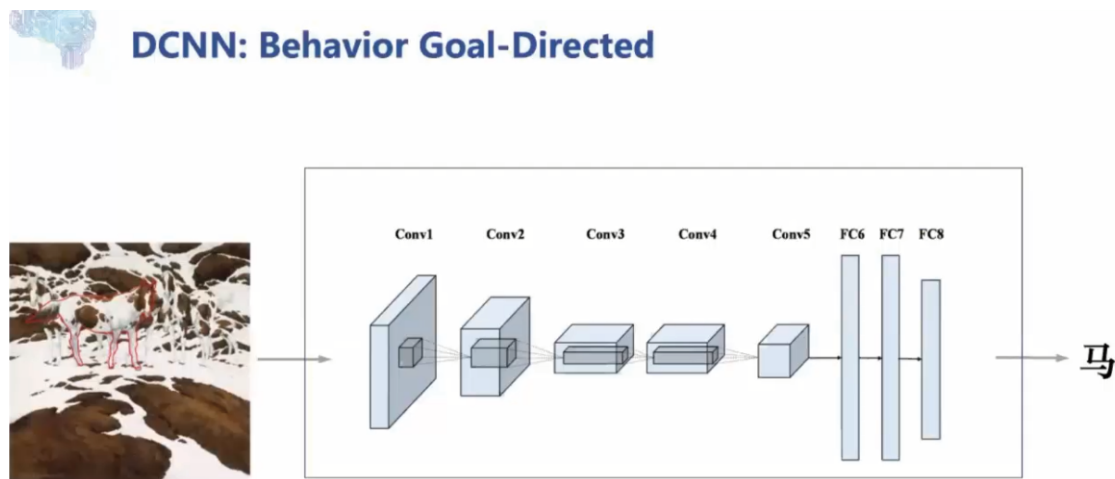 DCNN: Behavior Goal-Directed
Conv1 Conv2 Conv3 Conv4 Conv5 FC6 FC7 FC8
马